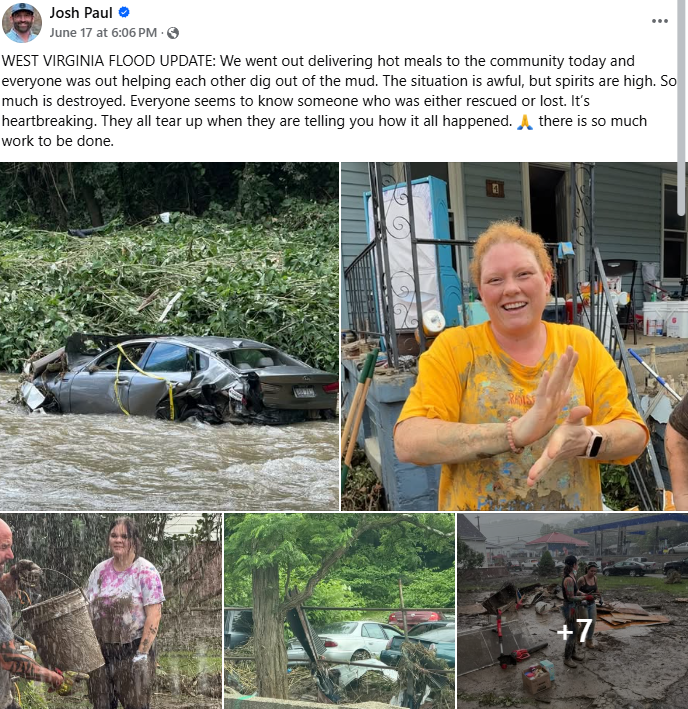 Josh Paul
June 17 at 6:06 PM ·
WEST VIRGINIA FLOOD UPDATE: We went out delivering hot meals to the community today and
everyone was out helping each other dig out of the mud. The situation is awful, but spirits are high. So
much is destroyed. Everyone seems to know someone who was either rescued or lost. It's
heartbreaking. They all tear up when they are telling you how it all happened. 🙏 there is so much
work to be done.
+7